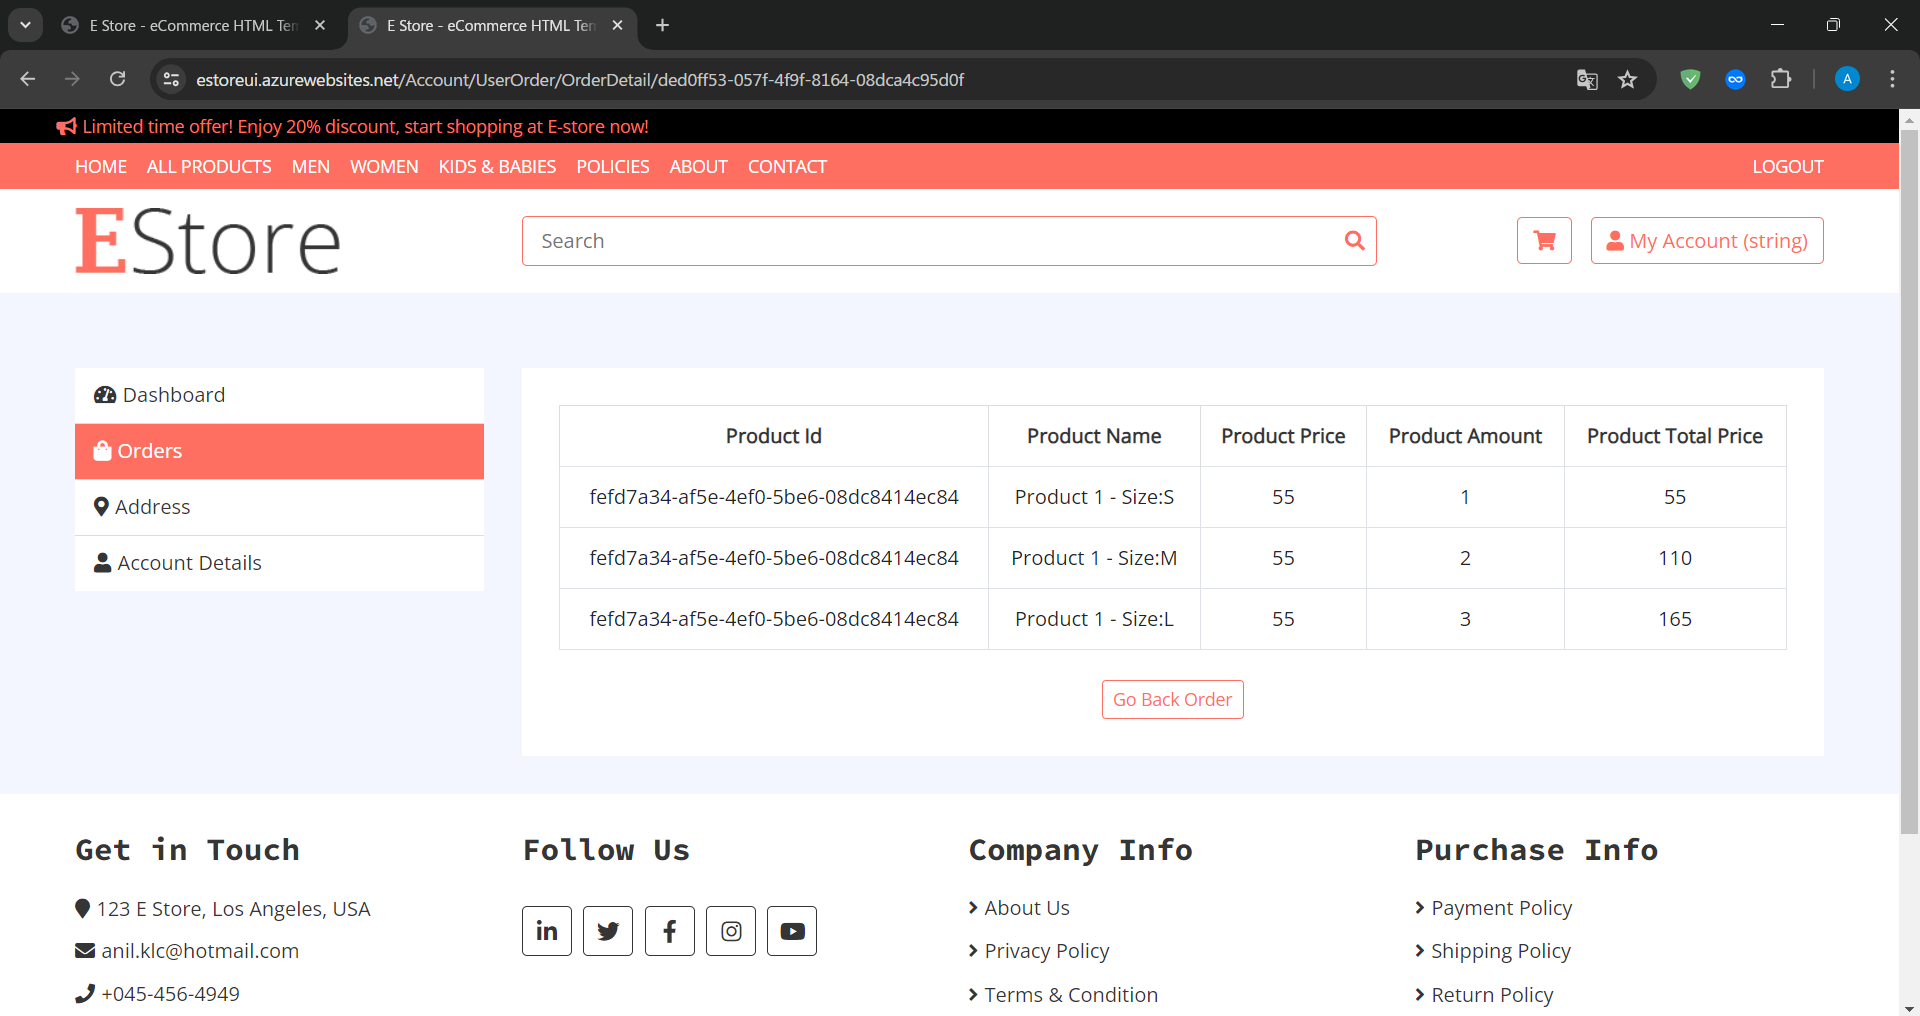 E Store - eCommerce HTML Ten
E Store - eCommerce HTML Ten
estoreui.azurewebsites.net/Account/UserOrder/OrderDetail/ded0ff53-057f-4f9f-8164-08dca4c95d0f
A
Limited time offer! Enjoy 20% discount, start shopping at E-store now!
HOME ALL PRODUCTS MEN WOMEN KIDS & BABIES POLICIES ABOUT CONTACT LOGOUT
EStore
Search
My Account (string)
Dashboard
Orders
Address
Account Details
Product Id Product Name Product Price Product Amount Product Total Price
fefd7a34-af5e-4ef0-5be6-08dc8414ec84 Product 1 - Size:S 55 1 55
fefd7a34-af5e-4ef0-5be6-08dc8414ec84 Product 1 - Size:M 55 2 110
fefd7a34-af5e-4ef0-5be6-08dc8414ec84 Product 1 - Size:L 55 3 165
Go Back Order
Get in Touch
123 E Store, Los Angeles, USA
anil.klc@hotmail.com
+045-456-4949
Follow Us
Company Info
About Us
Privacy Policy
Terms & Condition
Purchase Info
Payment Policy
Shipping Policy
Return Policy